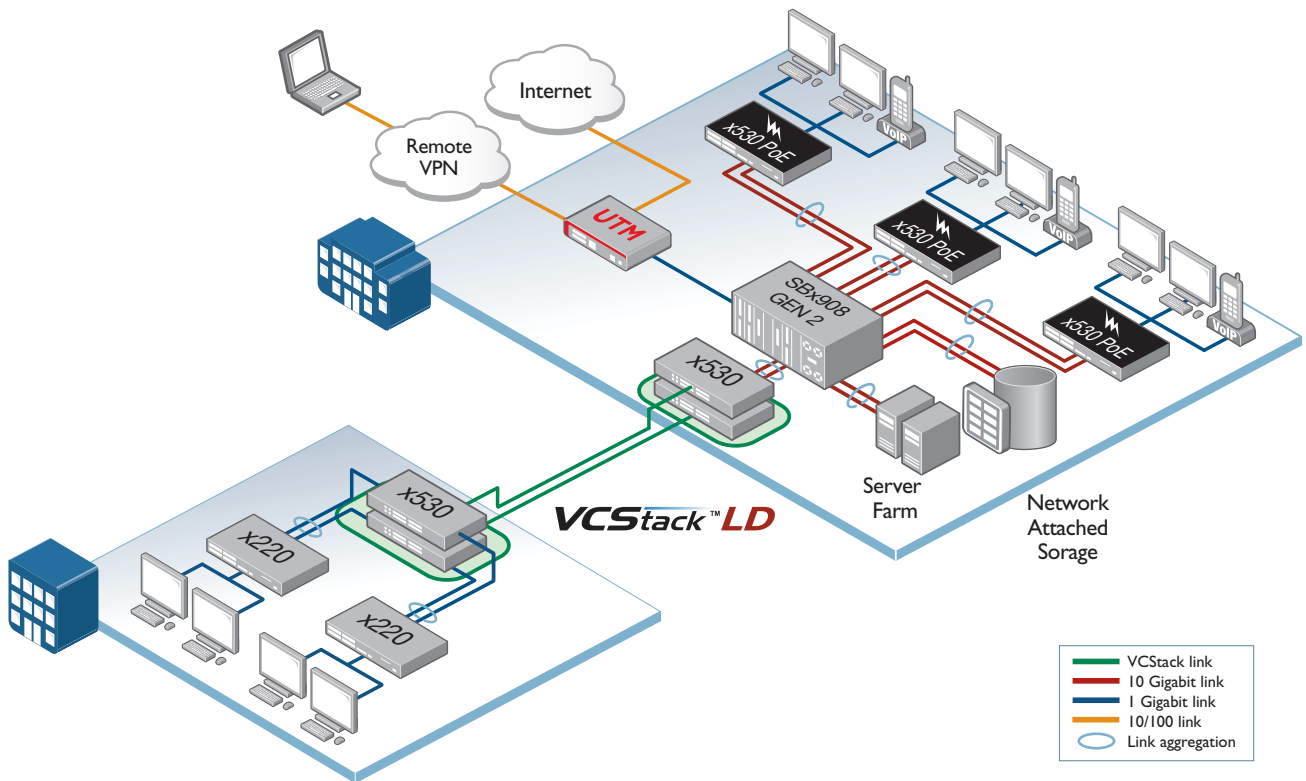 Internet
Remote
VPN
UTM
x530 PoE
VoIP
x530 PoE
VoIP
x530 PoE
VoIP
SBx908
GEN 2
x530
Server
Farm
Network
Attached
Sorage
x530
VCStack™ LD
x220
x220
VCStack link
10 Gigabit link
1 Gigabit link
10/100 link
Link aggregation